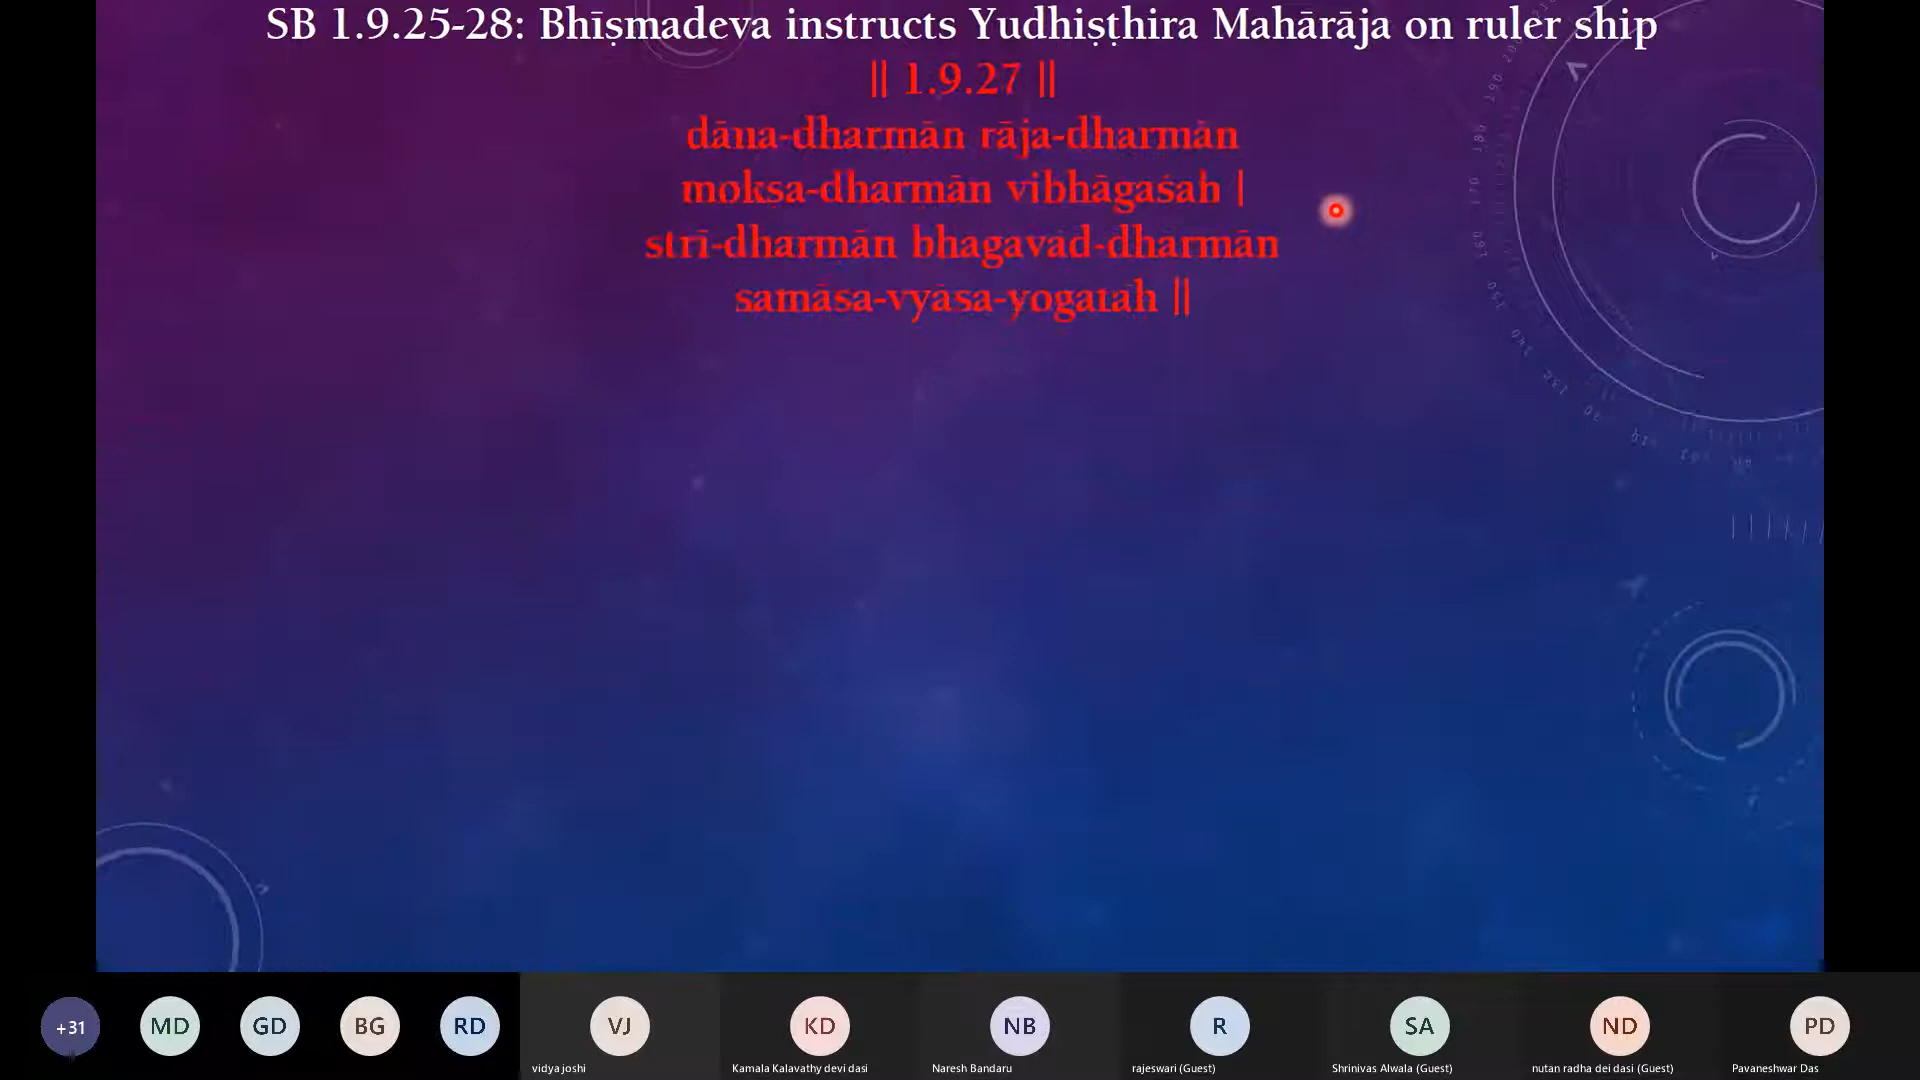 SB 1.9.25-28: Bhīṣmadeva instructs Yudhiṣṭhira Mahārāja on ruler ship
|| 1.9.27 ||
dāna-dharmān rāja-dharmān
moksa-dharmān vibhāgaśah |
strī-dharmān bhagavad-dharmān
samāsa-vyāsa-yogatah ||
+31
MD
GD
BG
RD
VJ
KD
NB
R
SA
ND
PD
vidya joshi
Kamala Kalavathy devi dasi
Naresh Bandaru
rajeswari (Guest)
Shrinivas Alwala (Guest)
nutan radha dei dasi (Guest)
Pavaneshwar Das